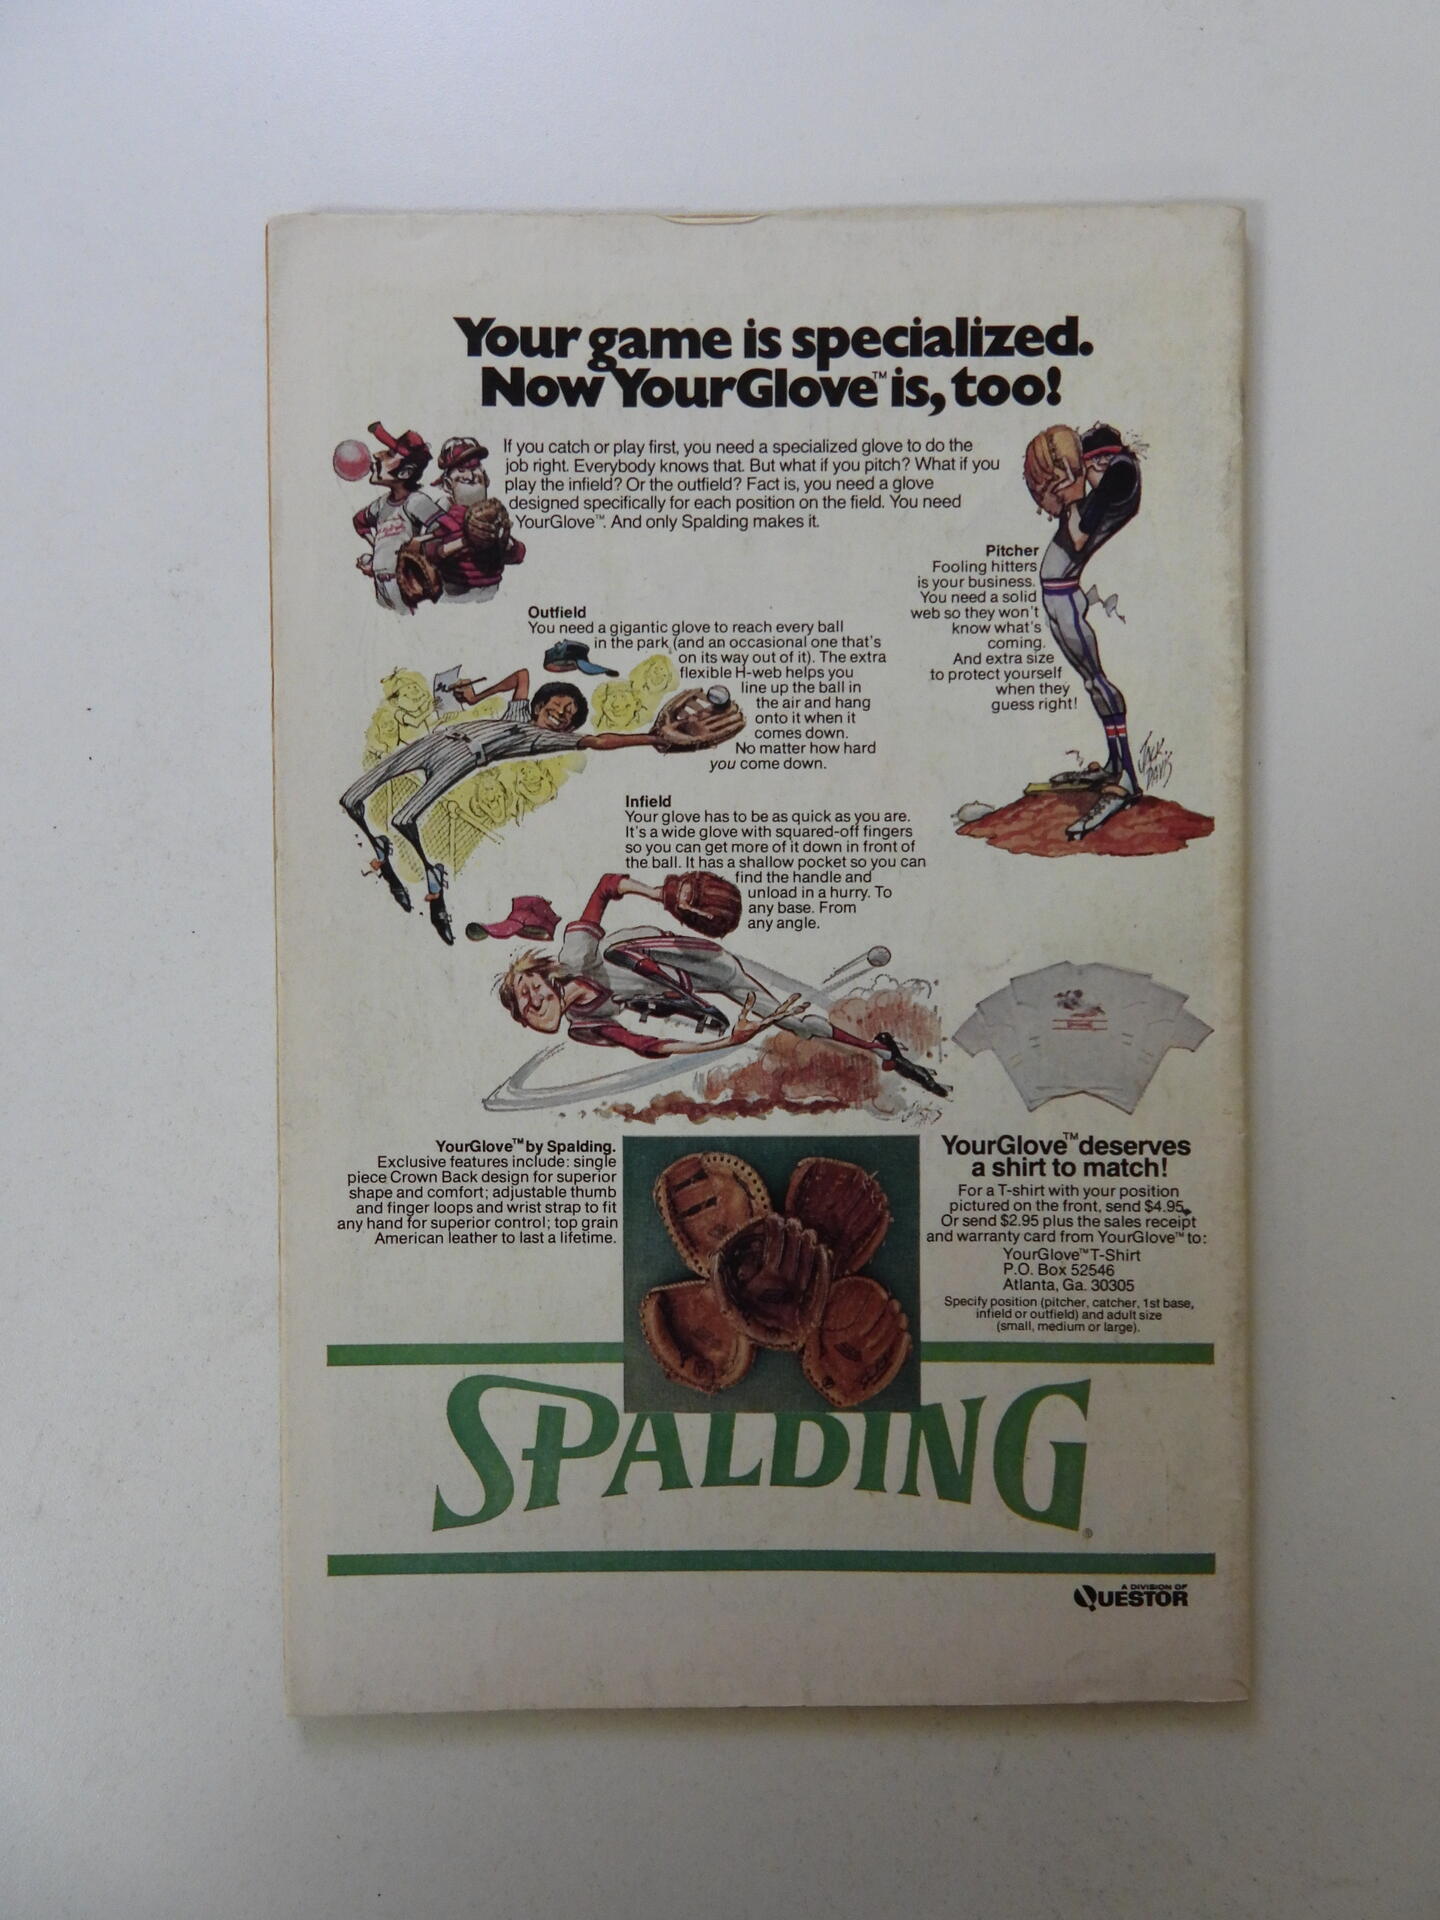 Your game is specialized.
Now YourGlove™ is, too!
If you catch or play first, you need a specialized glove to do the
job right. Everybody knows that. But what if you pitch? What if you
play the infield? Or the outfield? Fact is, you need a glove
designed specifically for each position on the field. You need
YourGlove™. And only Spalding makes it.
Pitcher
Fooling hitters
is your business.
You need a solid
web so they won't
know what's
coming.
And extra size
to protect yourself
when they
guess right!
JACK
DAVIS
Outfield
You need a gigantic glove to reach every ball
in the park (and an occasional one that's
on its way out of it). The extra
flexible H-web helps you
line up the ball in
the air and hang
onto it when it
comes down.
No matter how hard
you come down.
Infield
Your glove has to be as quick as you are.
It's a wide glove with squared-off fingers
so you can get more of it down in front of
the ball. It has a shallow pocket so you can
find the handle and
unload in a hurry. To
any base. From
any angle.
YourGlove™ by Spalding.
Exclusive features include: single
piece Crown Back design for superior
shape and comfort; adjustable thumb
and finger loops and wrist strap to fit
any hand for superior control; top grain
American leather to last a lifetime.
YourGlove™ deserves
a shirt to match!
For a T-shirt with your position
pictured on the front, send $4.95.
Or send $2.95 plus the sales receipt
and warranty card from YourGlove™ to:
YourGlove™ T-Shirt
P.O. Box 52546
Atlanta, Ga. 30305
Specify position (pitcher, catcher, 1st base,
infield or outfield) and adult size
(small, medium or large).
SPALDING®
A DIVISION OF
QUESTOR